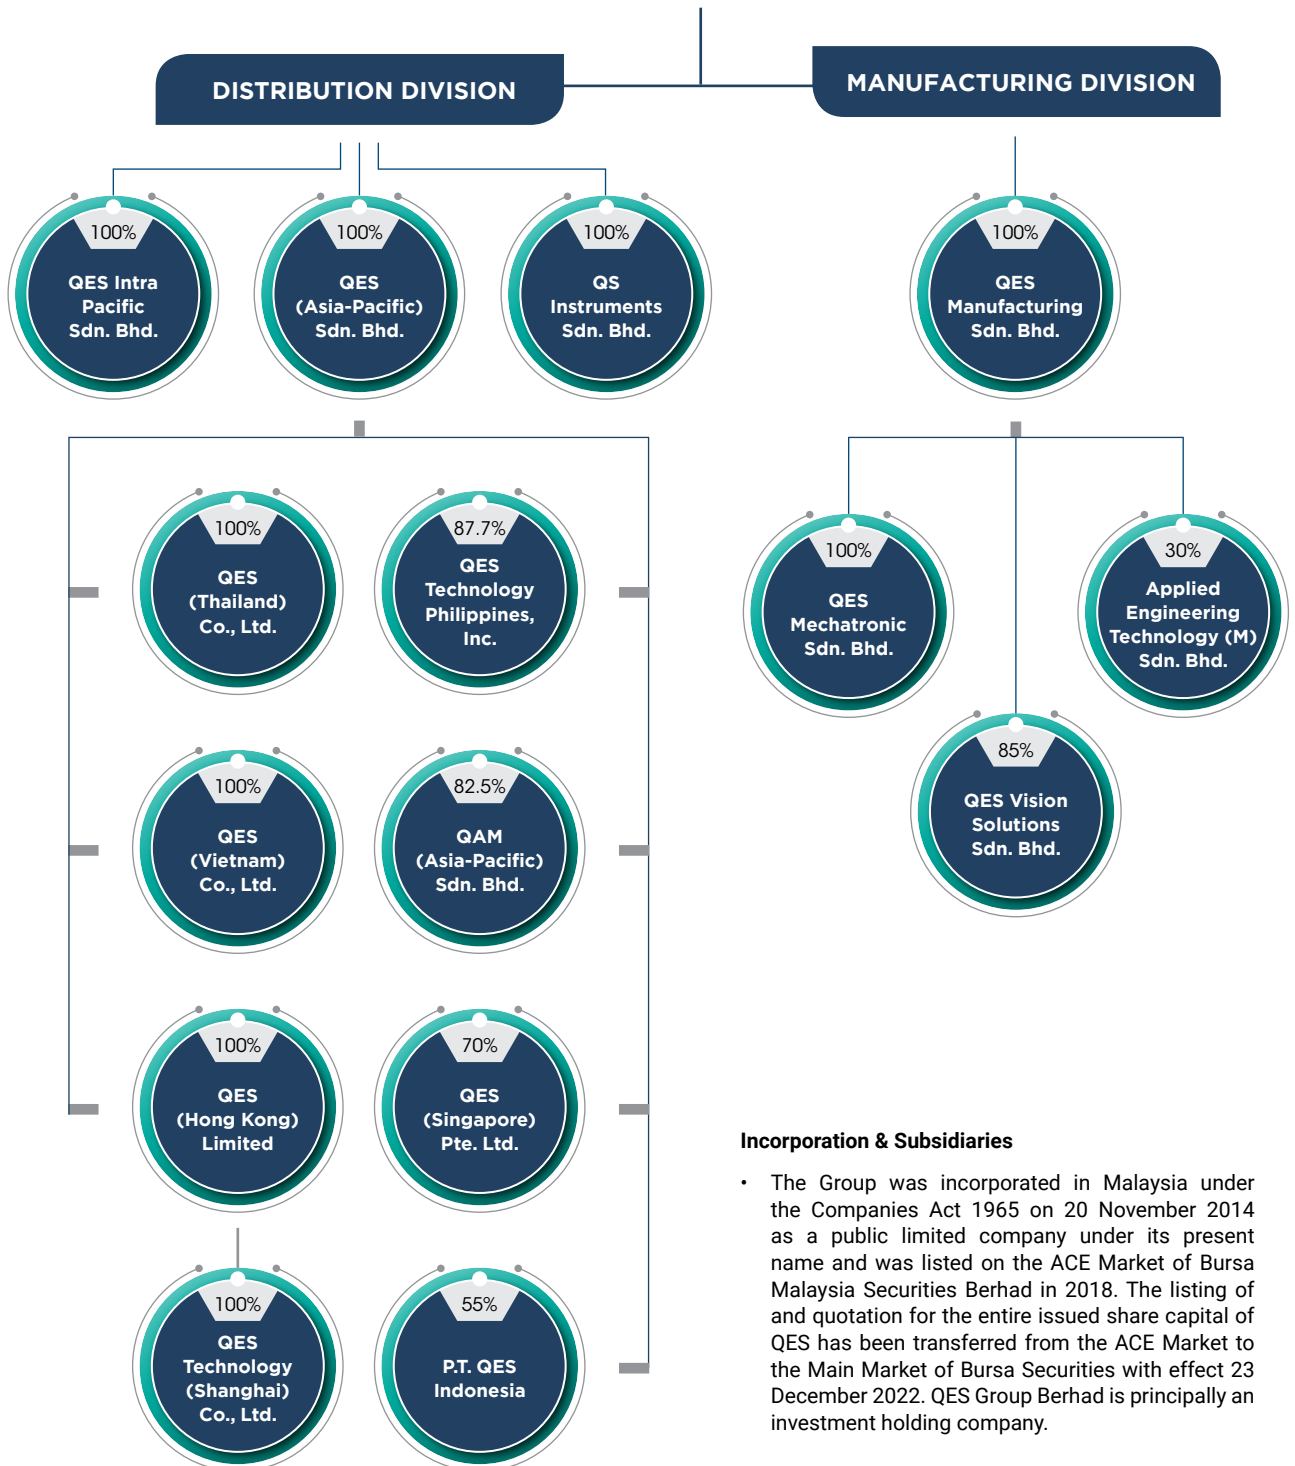 DISTRIBUTION DIVISION
MANUFACTURING DIVISION
100%
QES Intra
Pacific
Sdn. Bhd.
100%
QES
(Asia-Pacific)
Sdn. Bhd.
100%
QS
Instruments
Sdn. Bhd.
100%
QES
Manufacturing
Sdn. Bhd.
100%
QES
(Thailand)
Co., Ltd.
87.7%
QES
Technology
Philippines,
Inc.
100%
QES
Mechatronic
Sdn. Bhd.
30%
Applied
Engineering
Technology (M)
Sdn. Bhd.
85%
QES Vision
Solutions
Sdn. Bhd.
100%
QES
(Vietnam)
Co., Ltd.
82.5%
QAM
(Asia-Pacific)
Sdn. Bhd.
100%
QES
(Hong Kong)
Limited
70%
QES
(Singapore)
Pte. Ltd.
100%
QES
Technology
(Shanghai)
Co., Ltd.
55%
P.T. QES
Indonesia
Incorporation & Subsidiaries
• The Group was incorporated in Malaysia under
the Companies Act 1965 on 20 November 2014
as a public limited company under its present
name and was listed on the ACE Market of Bursa
Malaysia Securities Berhad in 2018. The listing of
and quotation for the entire issued share capital of
QES has been transferred from the ACE Market to
the Main Market of Bursa Securities with effect 23
December 2022. QES Group Berhad is principally an
investment holding company.